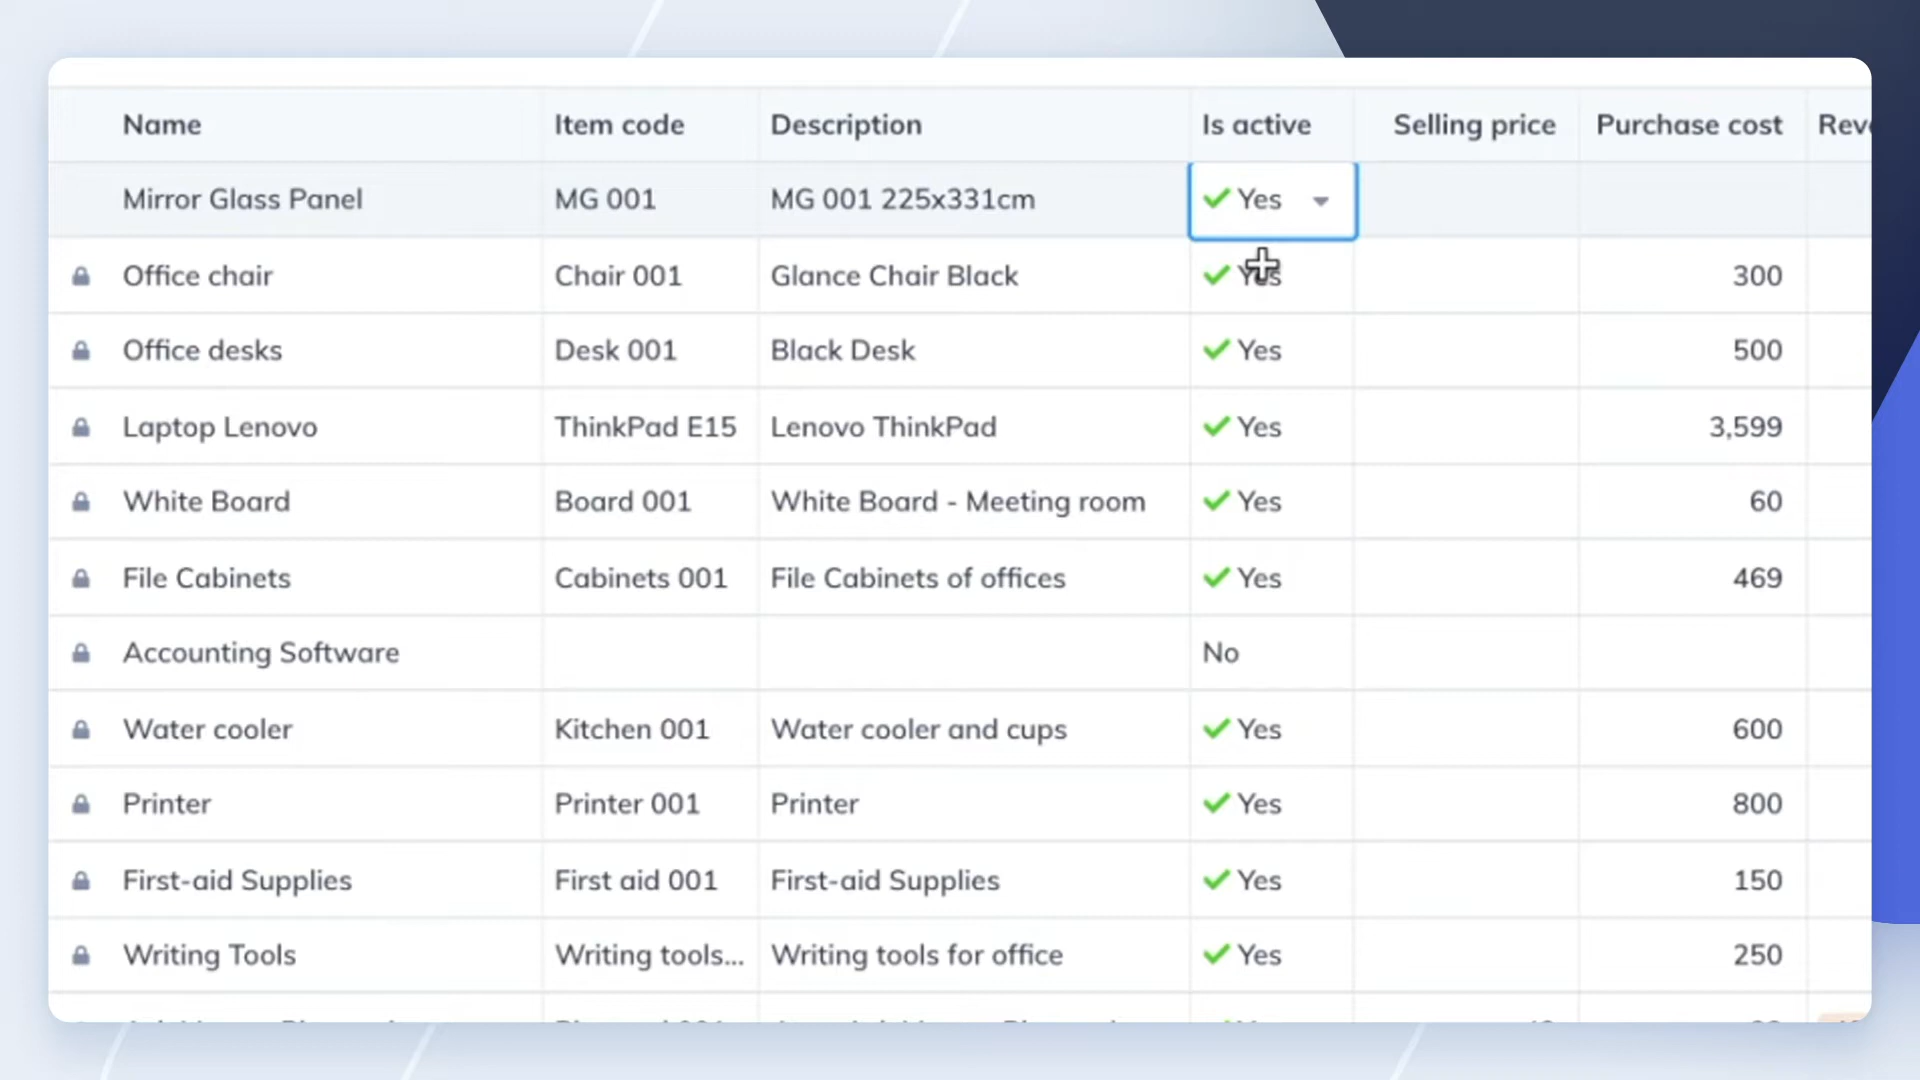 Name Item code Description Is active Selling price Purchase cost
Mirror Glass Panel MG 001 MG 001 225x331cm Yes
Office chair Chair 001 Glance Chair Black Yes 300
Office desks Desk 001 Black Desk Yes 500
Laptop Lenovo ThinkPad E15 Lenovo ThinkPad Yes 3,599
White Board Board 001 White Board - Meeting room Yes 60
File Cabinets Cabinets 001 File Cabinets of offices Yes 469
Accounting Software No
Water cooler Kitchen 001 Water cooler and cups Yes 600
Printer Printer 001 Printer Yes 800
First-aid Supplies First aid 001 First-aid Supplies Yes 150
Writing Tools Writing tools... Writing tools for office Yes 250